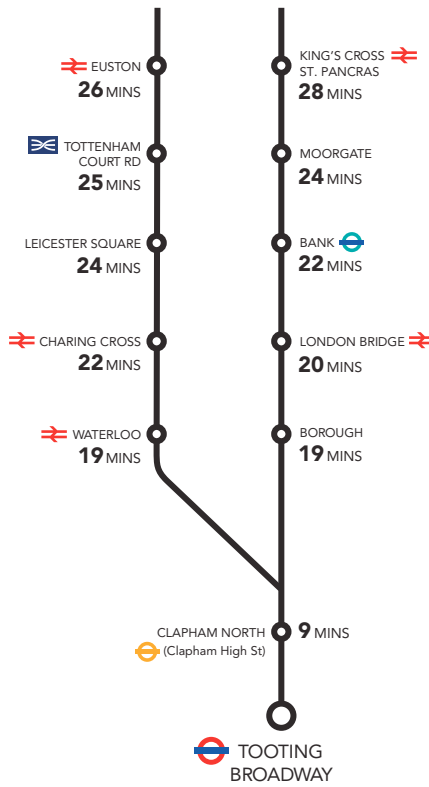 EUSTON
26 MINS
TOTTENHAM
COURT RD
25 MINS
LEICESTER SQUARE
24 MINS
CHARING CROSS
22 MINS
WATERLOO
19 MINS
KING'S CROSS
ST. PANCRAS
28 MINS
MOORGATE
24 MINS
BANK
22 MINS
LONDON BRIDGE
20 MINS
BOROUGH
19 MINS
CLAPHAM NORTH
(Clapham High St)
9 MINS
TOOTING
BROADWAY